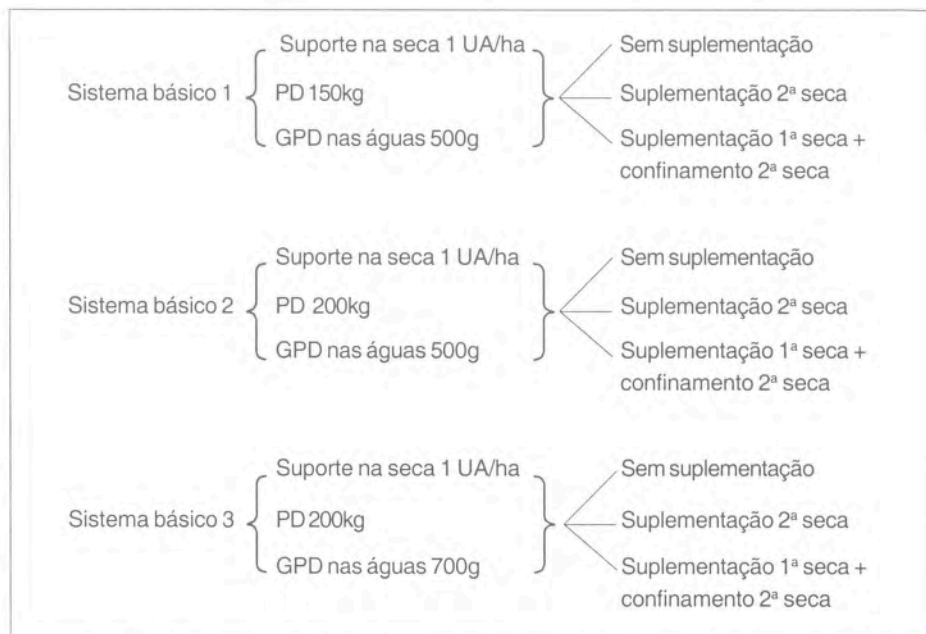 Suporte na seca 1 UA/ha
Sem suplementação
Sistema básico 1
PD 150kg
Suplementação 2ª seca
GPD nas águas 500g
Suplementação 1ª seca +
confinamento 2ª seca
Suporte na seca 1 UA/ha
Sem suplementação
Sistema básico 2
PD 200kg
Suplementação 2ª seca
GPD nas águas 500g
Suplementação 1ª seca +
confinamento 2ª seca
Suporte na seca 1 UA/ha
Sem suplementação
Sistema básico 3
PD 200kg
Suplementação 2ª seca
GPD nas águas 700g
Suplementação 1ª seca +
confinamento 2ª seca